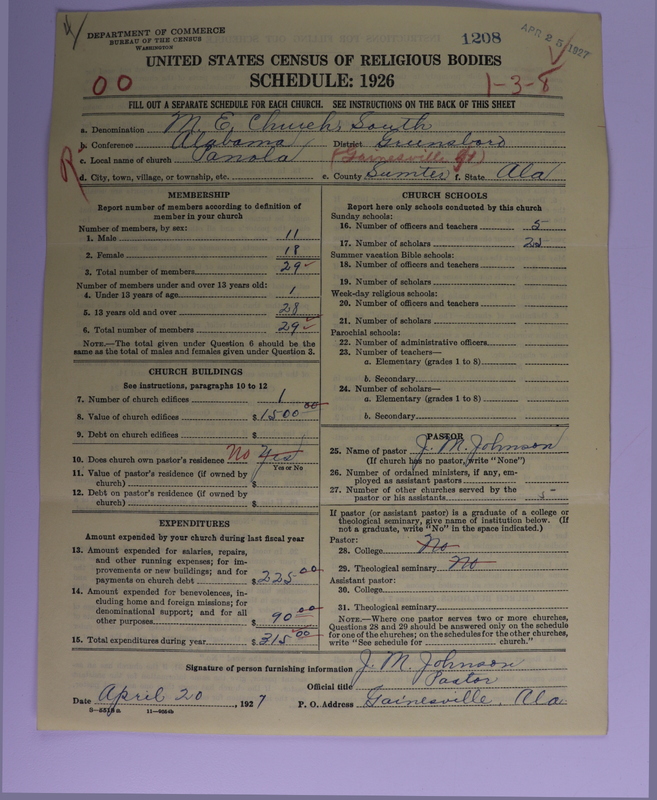 DEPARTMENT OF COMMERCE
BUREAU OF THE CENSUS
WASHINGTON
1208
APR 25 1927
UNITED STATES CENSUS OF RELIGIOUS BODIES
SCHEDULE: 1926
00
1-3-8
FILL OUT A SEPARATE SCHEDULE FOR EACH CHURCH. SEE INSTRUCTIONS ON THE BACK OF THIS SHEET
a. Denomination M. E. Church, South
b. Conference Alabama District Greensboro
c. Local name of church Panola (Gainesville
d. City, town, village, or township, etc. e. County Sumter f. State Ala
MEMBERSHIP
Report number of members according to definition of
member in your church
Number of members, by sex:
1. Male 11
2. Female 18
3. Total number of members 29
Number of members under and over 13 years old:
4. Under 13 years of age 1
5. 13 years old and over 28
6. Total number of members 29
NOTE.—The total given under Question 6 should be the
same as the total of males and females given under Question 3.
CHURCH BUILDINGS
See instructions, paragraphs 10 to 12
7. Number of church edifices 1
8. Value of church edifices $1500.00
9. Debt on church edifices $
10. Does church own pastor's residence No Yes
Yes or No
11. Value of pastor's residence (if owned by
church) $
12. Debt on pastor's residence (if owned by
church) $
EXPENDITURES
Amount expended by your church during last fiscal year
13. Amount expended for salaries, repairs,
and other running expenses; for im-
provements or new buildings; and for
payments on church debt $225.00
14. Amount expended for benevolences, in-
cluding home and foreign missions; for
denominational support; and for all
other purposes $90.00
15. Total expenditures during year $315.00
CHURCH SCHOOLS
Report here only schools conducted by this church
Sunday schools:
16. Number of officers and teachers 5
17. Number of scholars
Summer vacation Bible schools:
18. Number of officers and teachers
19. Number of scholars
Week-day religious schools:
20. Number of officers and teachers
21. Number of scholars
Parochial schools:
22. Number of administrative officers
23. Number of teachers—
a. Elementary (grades 1 to 8)
b. Secondary
24. Number of scholars—
a. Elementary (grades 1 to 8)
b. Secondary
PASTOR
25. Name of pastor J. M. Johnson
(If church has no pastor, write "None")
26. Number of ordained ministers, if any, em-
ployed as assistant pastors
27. Number of other churches served by the
pastor or his assistants 5
If pastor (or assistant pastor) is a graduate of a college or
theological seminary, give name of institution below. (If
not a graduate, write "No" in the space indicated.)
Pastor:
28. College No
29. Theological seminary No
Assistant pastor:
30. College
31. Theological seminary
NOTE.—Where one pastor serves two or more churches,
Questions 28 and 29 should be answered only on the schedule
for one of the churches; on the schedules for the other churches,
write "See schedule for church."
Signature of person furnishing information J. M. Johnson
Official title Pastor
Date April 20, 1927 P. O. Address Gainesville, Ala